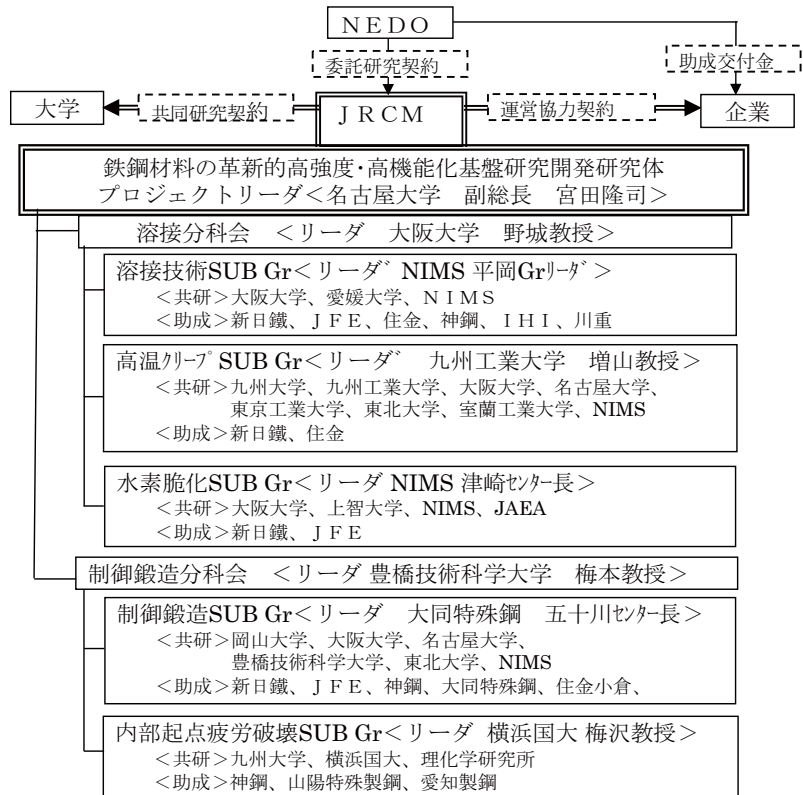 ＮＥＤＯ
委託研究契約
助成交付金
大学
共同研究契約
ＪＲＣＭ
運営協力契約
企業
鉄鋼材料の革新的高強度・高機能化基盤研究開発研究体
プロジェクトリーダ＜名古屋大学　副総長　宮田隆司＞
溶接分科会　＜リーダ　大阪大学　野城教授＞
溶接技術SUB Gr＜リーダ NIMS 平岡Grﾘｰﾀﾞ＞
＜共研＞大阪大学、愛媛大学、ＮＩＭＳ
＜助成＞新日鐵、ＪＦＥ、住金、神鋼、ＩＨＩ、川重
高温ｸﾘｰﾌﾟSUB Gr＜リーダ　九州工業大学　増山教授＞
＜共研＞九州大学、九州工業大学、大阪大学、名古屋大学、
東京工業大学、東北大学、室蘭工業大学、NIMS
＜助成＞新日鐵、住金
水素脆化SUB Gr＜リーダ NIMS 津崎ｾﾝﾀｰ長＞
＜共研＞大阪大学、上智大学、NIMS、JAEA
＜助成＞新日鐵、ＪＦＥ
制御鍛造分科会　＜リーダ 豊橋技術科学大学　梅本教授＞
制御鍛造SUB Gr＜リーダ　大同特殊鋼　五十川ｾﾝﾀｰ長＞
＜共研＞岡山大学、大阪大学、名古屋大学、
豊橋技術科学大学、東北大学、NIMS
＜助成＞新日鐵、ＪＦＥ、神鋼、大同特殊鋼、住金小倉、
内部起点疲労破壊SUB Gr＜リーダ 横浜国大 梅沢教授＞
＜共研＞九州大学、横浜国大、理化学研究所
＜助成＞神鋼、山陽特殊製鋼、愛知製鋼